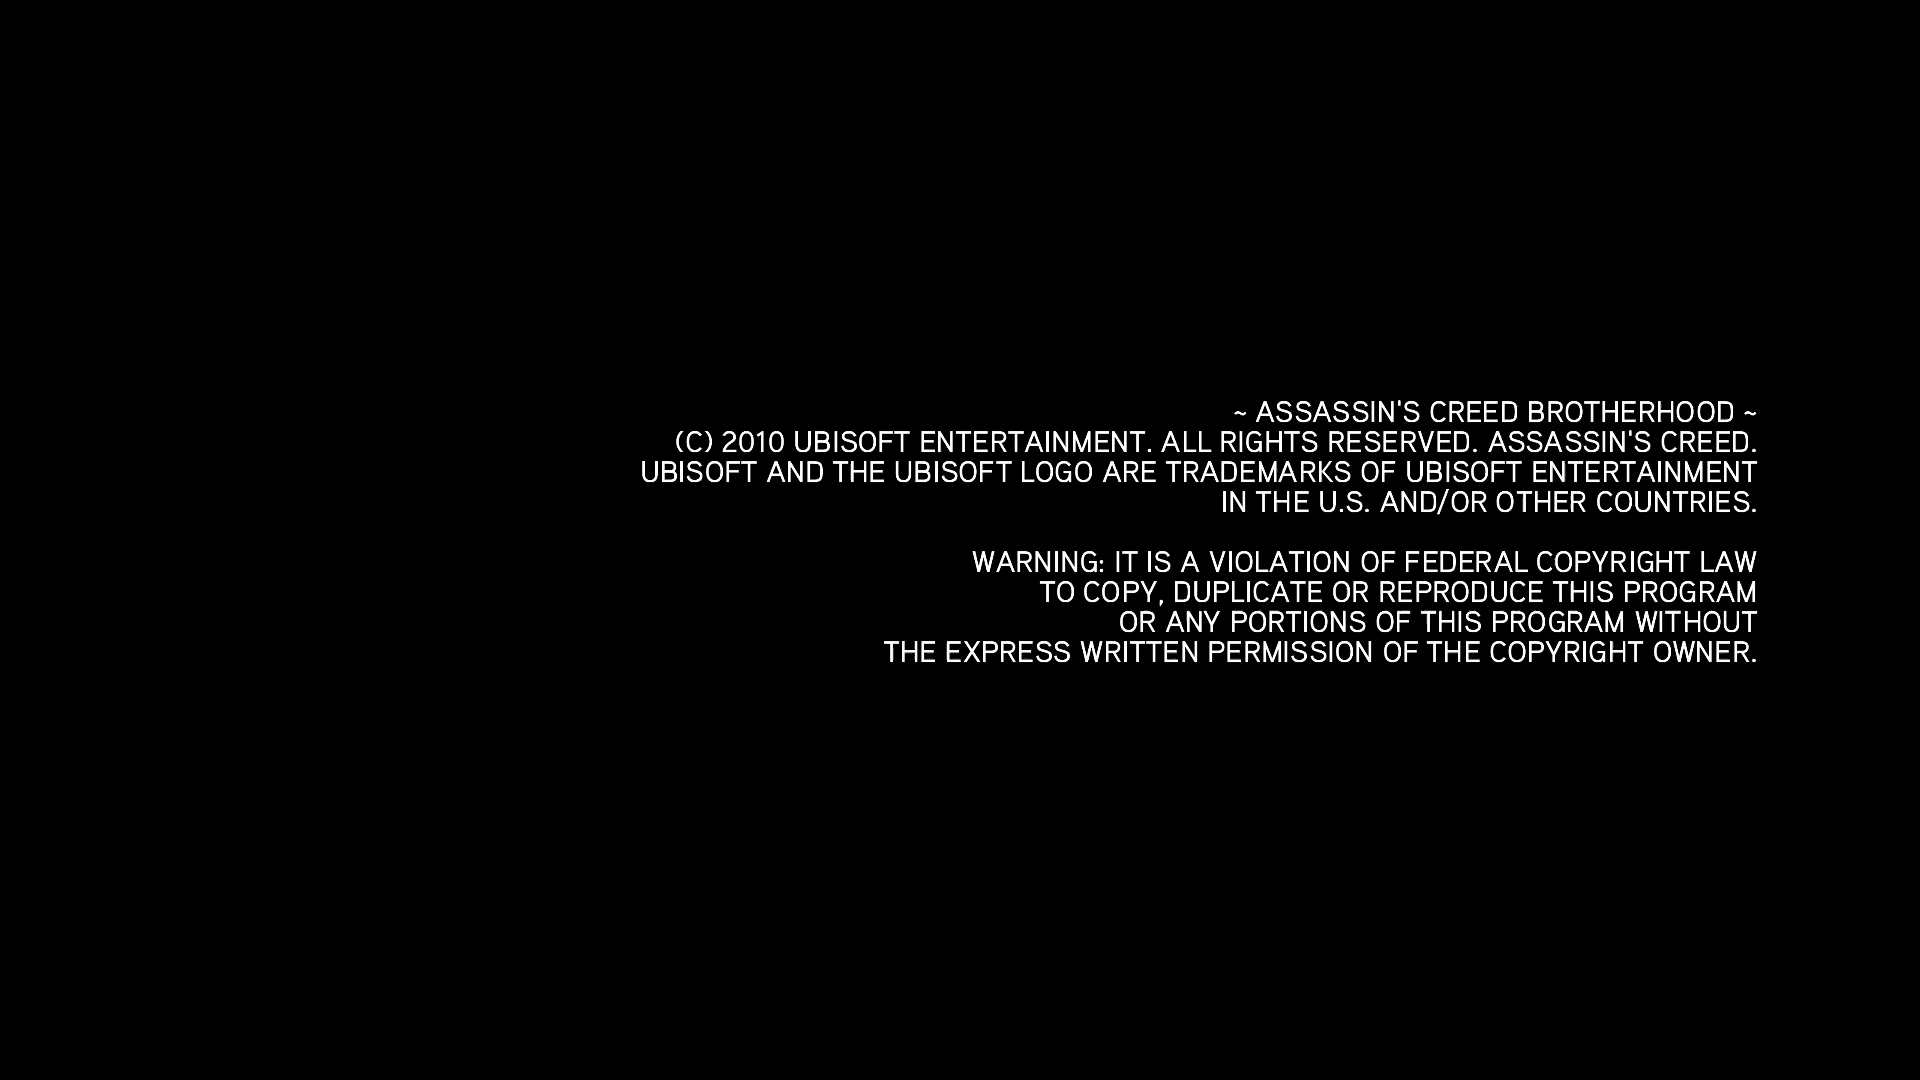 ~ ASSASSIN'S CREED BROTHERHOOD ~
(C) 2010 UBISOFT ENTERTAINMENT. ALL RIGHTS RESERVED. ASSASSIN'S CREED.
UBISOFT AND THE UBISOFT LOGO ARE TRADEMARKS OF UBISOFT ENTERTAINMENT
IN THE U.S. AND/OR OTHER COUNTRIES.
WARNING: IT IS A VIOLATION OF FEDERAL COPYRIGHT LAW
TO COPY, DUPLICATE OR REPRODUCE THIS PROGRAM
OR ANY PORTIONS OF THIS PROGRAM WITHOUT
THE EXPRESS WRITTEN PERMISSION OF THE COPYRIGHT OWNER.